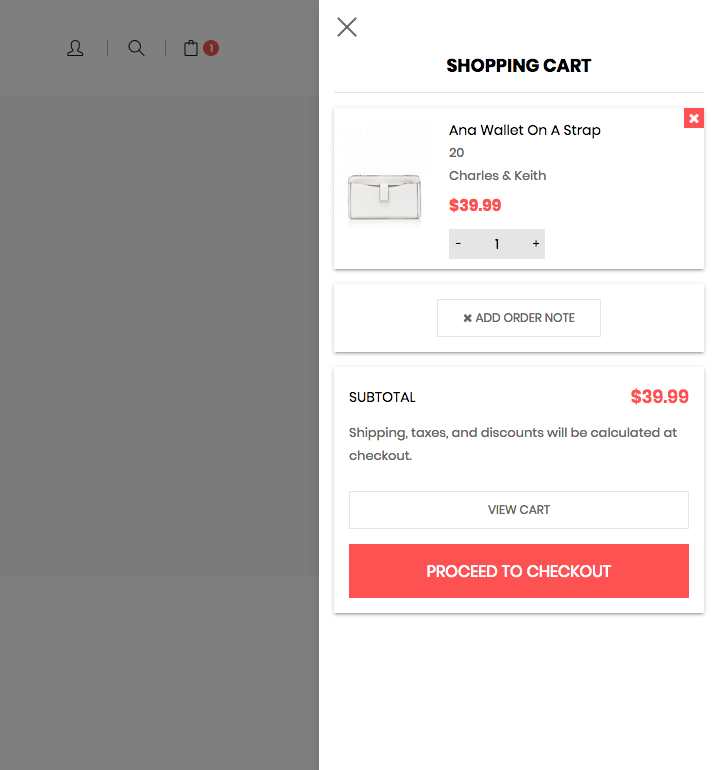 1
SHOPPING CART
Ana Wallet On A Strap
20
Charles & Keith
$39.99
- 1 +
✖ ADD ORDER NOTE
SUBTOTAL $39.99
Shipping, taxes, and discounts will be calculated at
checkout.
VIEW CART
PROCEED TO CHECKOUT